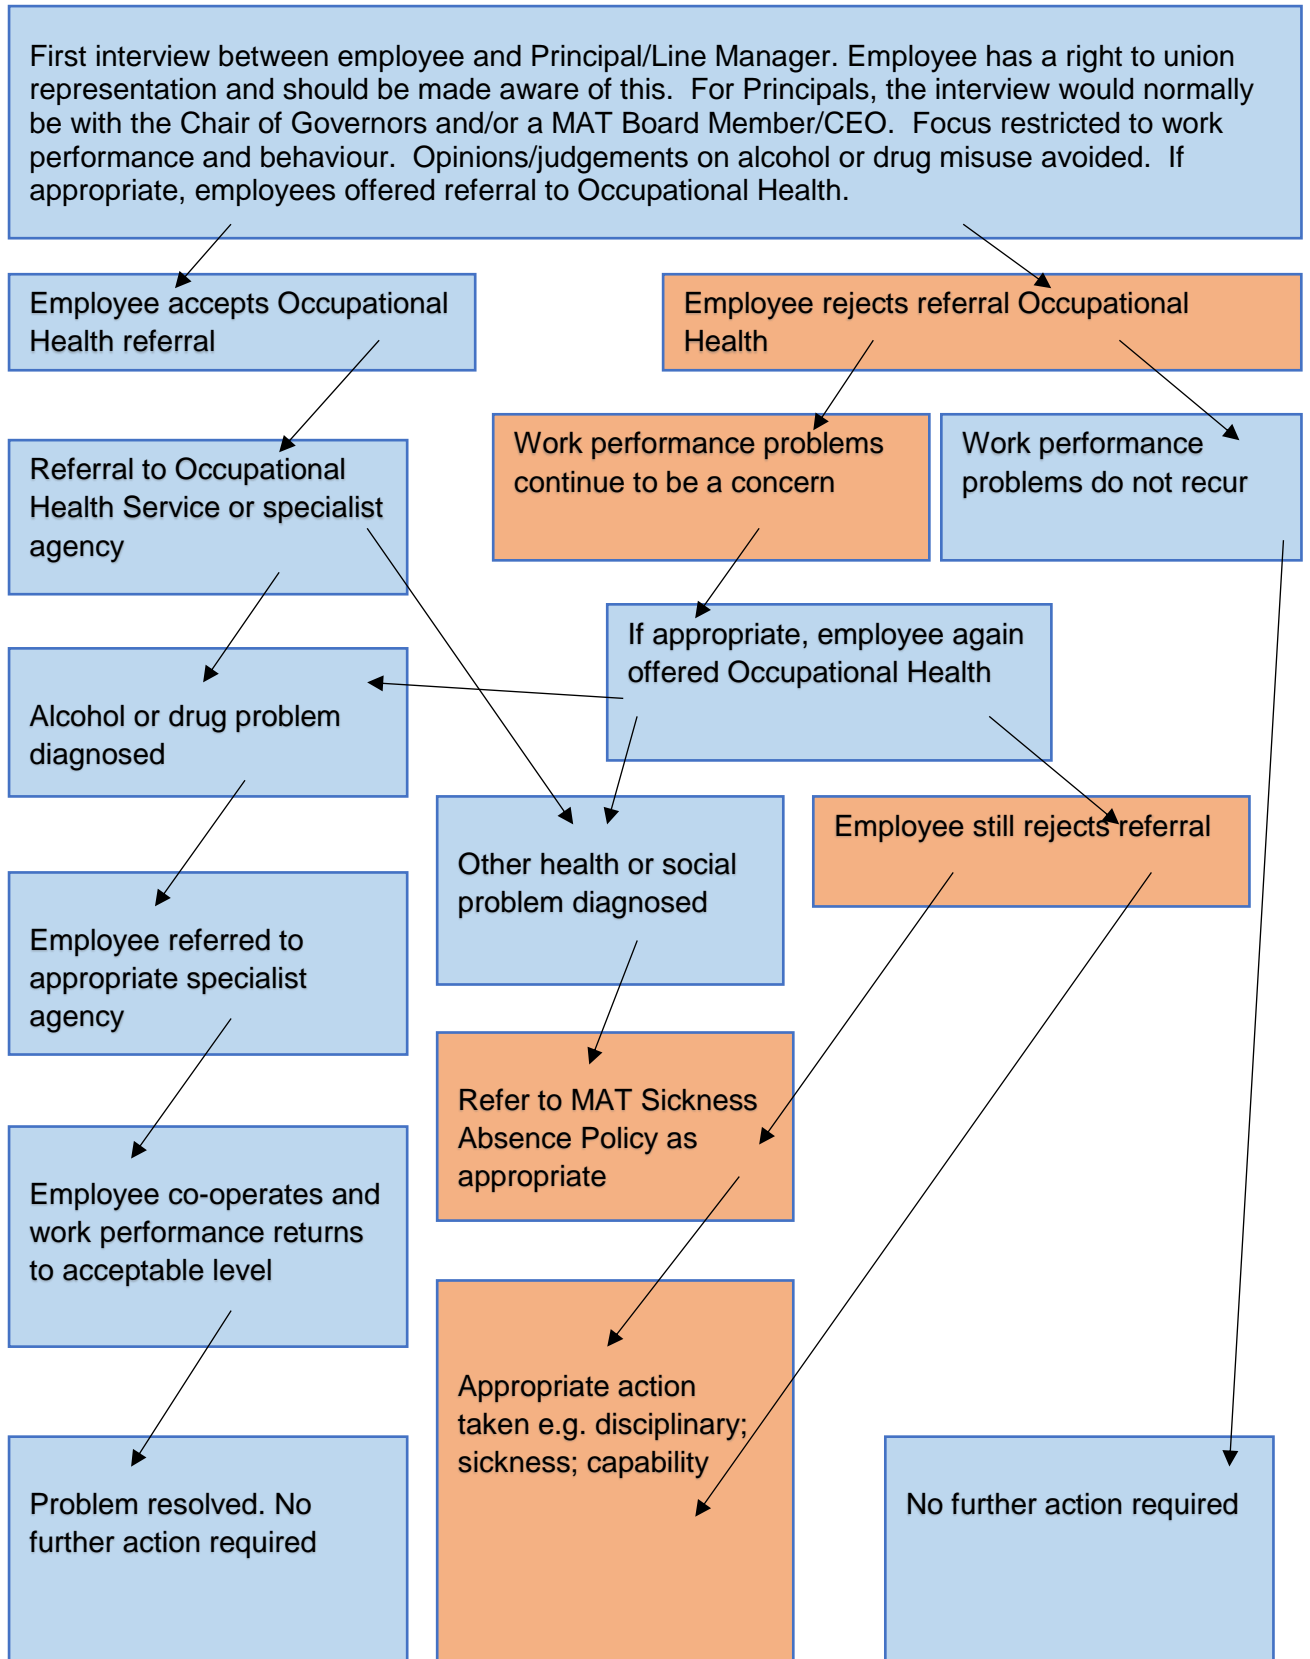 First interview between employee and Principal/Line Manager. Employee has a right to union
representation and should be made aware of this.  For Principals, the interview would normally
be with the Chair of Governors and/or a MAT Board Member/CEO.  Focus restricted to work
performance and behaviour.  Opinions/judgements on alcohol or drug misuse avoided.  If
appropriate, employees offered referral to Occupational Health.
Employee accepts Occupational
Health referral
Employee rejects referral Occupational
Health
Work performance problems
continue to be a concern
Work performance
problems do not recur
Referral to Occupational
Health Service or specialist
agency
If appropriate, employee again
offered Occupational Health
Alcohol or drug problem
diagnosed
Employee still rejects referral
Other health or social
problem diagnosed
Employee referred to
appropriate specialist
agency
Refer to MAT Sickness
Absence Policy as
appropriate
Employee co-operates and
work performance returns
to acceptable level
Appropriate action
taken e.g. disciplinary;
sickness; capability
Problem resolved. No
further action required
No further action required